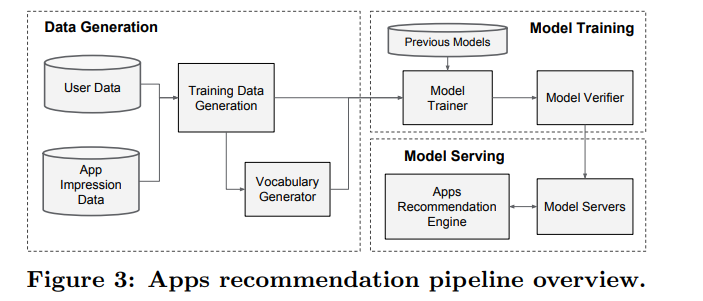 Data Generation
User Data
App
Impression
Data
Training Data
Generation
Vocabulary
Generator
Model Training
Previous Models
Model
Trainer
Model Verifier
Model Serving
Apps
Recommendation
Engine
Model Servers
Figure 3: Apps recommendation pipeline overview.